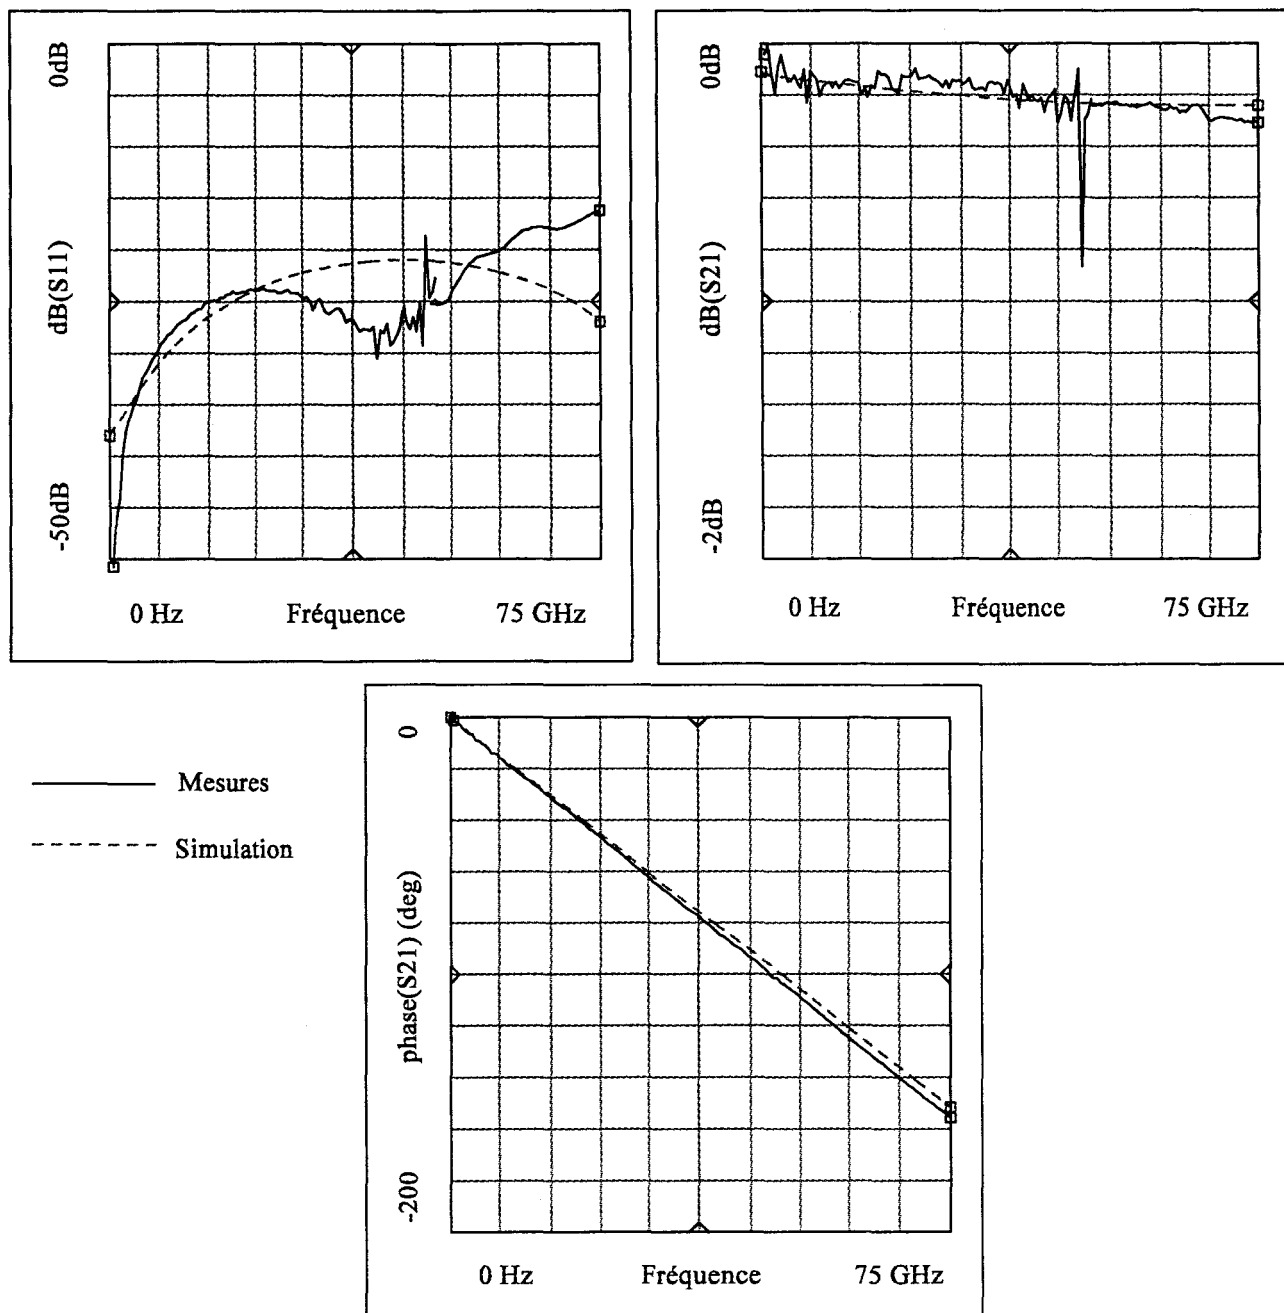 0dB
dB(S11)
-50dB
0 Hz Fréquence 75 GHz
0dB
dB(S21)
-2dB
0 Hz Fréquence 75 GHz
Mesures
Simulation
0
phase(S21) (deg)
-200
0 Hz Fréquence 75 GHz